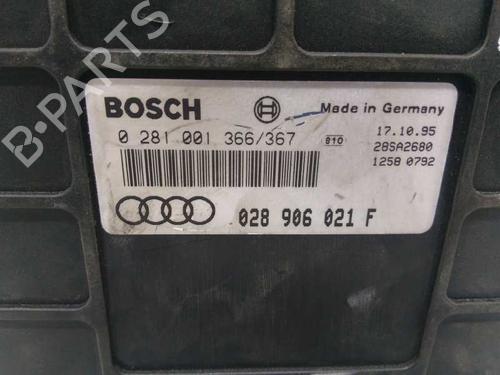 B-PARTS
BOSCH
Made in Germany
0 281 001 366/367
810
17.10.95
28SA2680
1258 0792
028 906 021 F